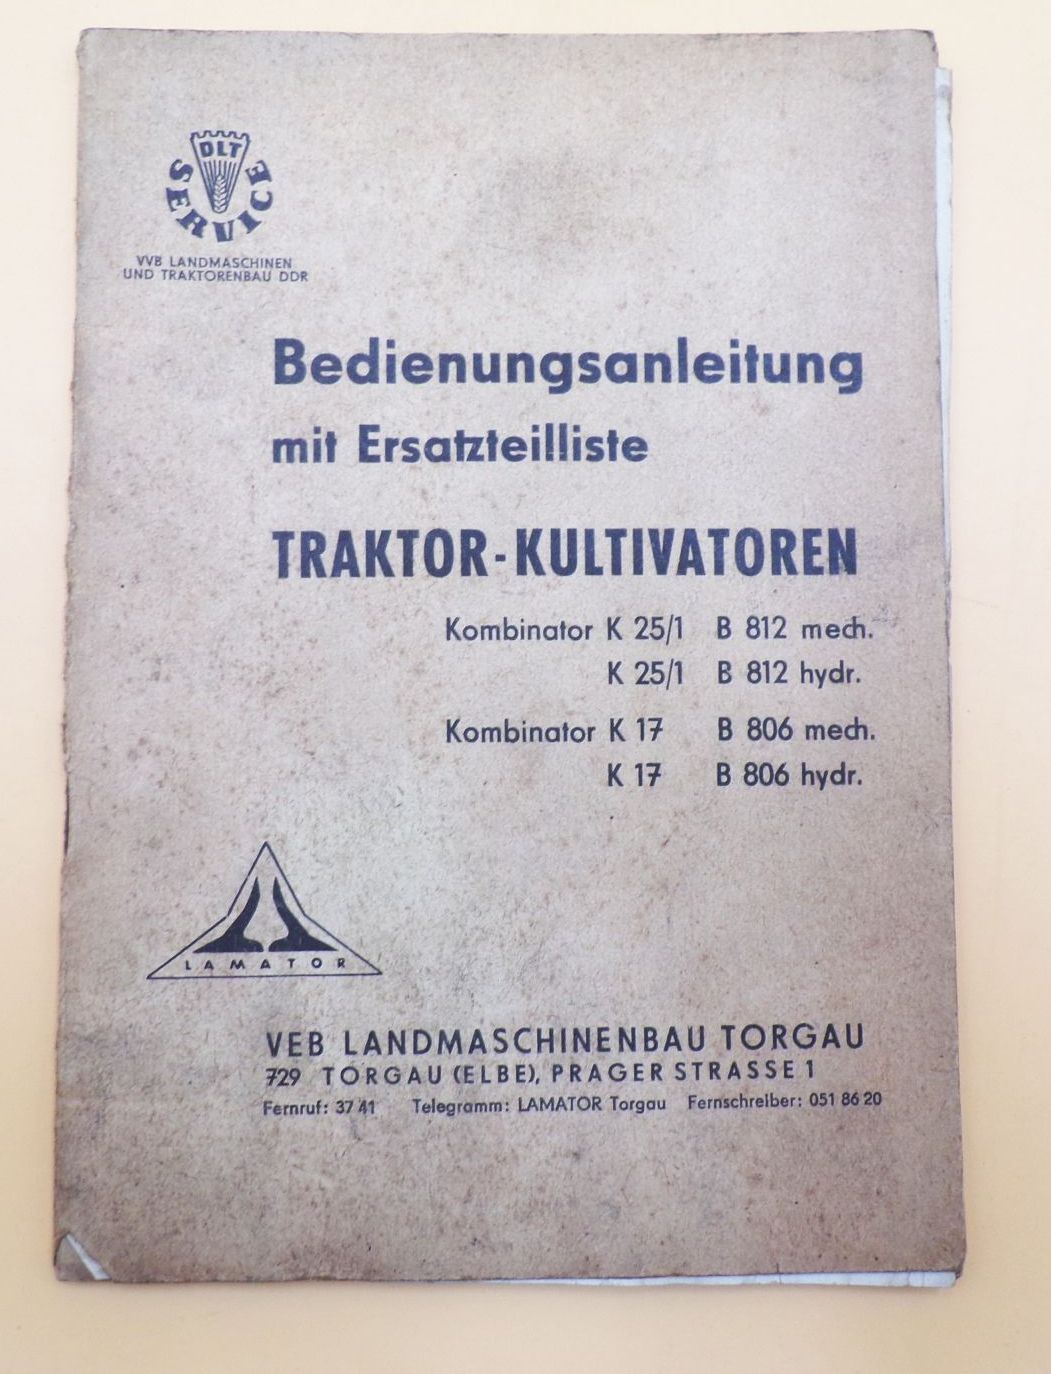 DLT
SERVICE
VVB LANDMASCHINEN
UND TRAKTORENBAU DDR
Bedienungsanleitung
mit Ersatzteilliste
TRAKTOR-KULTIVATOREN
Kombinator K 25/1 B 812 mech.
K 25/1 B 812 hydr.
Kombinator K 17 B 806 mech.
K 17 B 806 hydr.
LAMATOR
VEB LANDMASCHINENBAU TORGAU
729 TORGAU (ELBE), PRAGER STRASSE 1
Fernruf: 37 41 Telegramm: LAMATOR Torgau Fernschreiber: 051 86 20